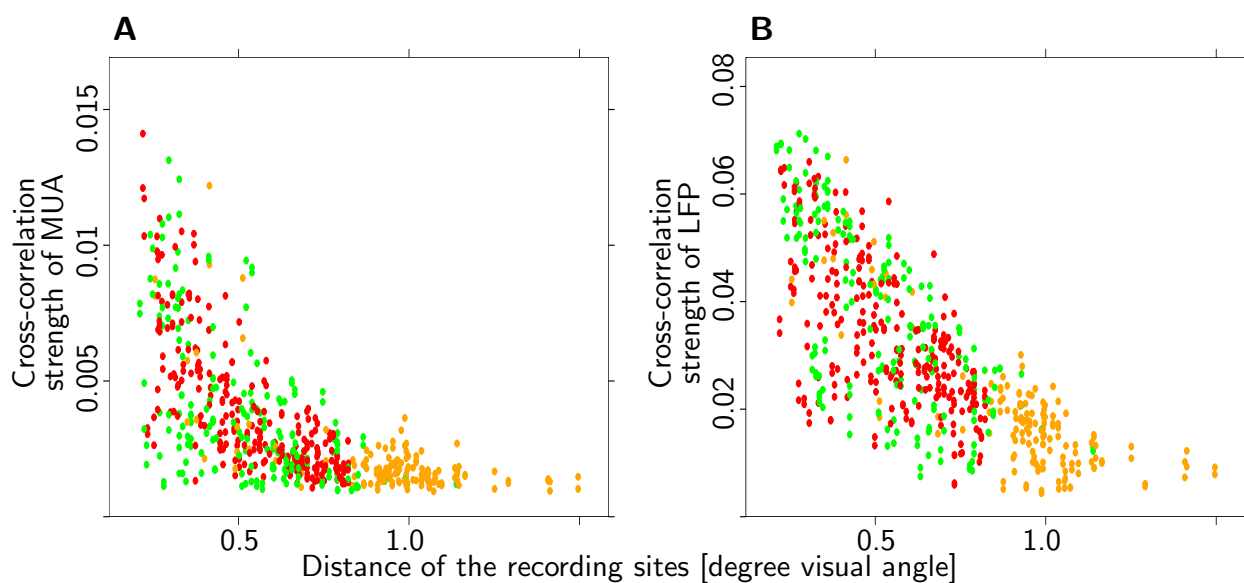 A
B
Cross-correlation
strength of MUA
0.015
0.01
0.005
0.5
1.0
Cross-correlation
strength of LFP
0.08
0.06
0.04
0.02
0.5
1.0
Distance of the recording sites [degree visual angle]